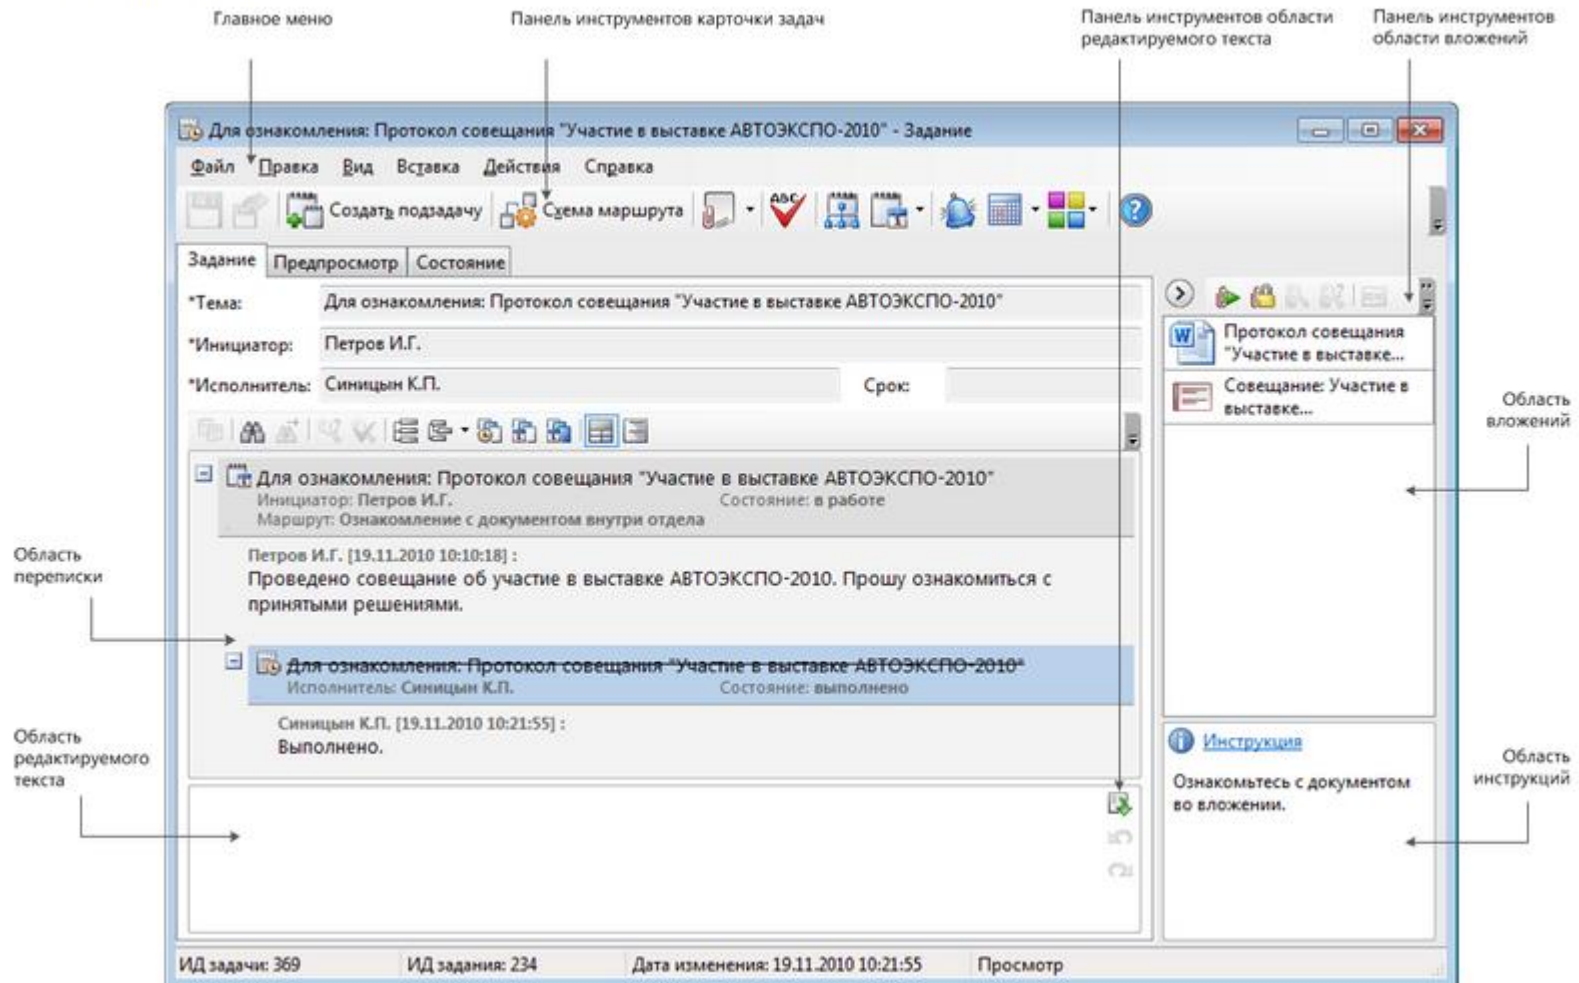 Главное меню
Панель инструментов карточки задач
Панель инструментов области
редактируемого текста
Панель инструментов
области вложений
Для ознакомления: Протокол совещания "Участие в выставке АВТОЭКСПО-2010" - Задание
Файл Правка Вид Вставка Действия Справка
Создать подзадачу Схема маршрута ABC
Задание Предпросмотр Состояние
*Тема: Для ознакомления: Протокол совещания "Участие в выставке АВТОЭКСПО-2010"
*Инициатор: Петров И.Г.
*Исполнитель: Синицын К.П. Срок:
Протокол совещания
"Участие в выставке...
Совещание: Участие в
выставке...
Область
вложений
Для ознакомления: Протокол совещания "Участие в выставке АВТОЭКСПО-2010"
Инициатор: Петров И.Г. Состояние: в работе
Маршрут: Ознакомление с документом внутри отдела
Область
переписки
Петров И.Г. [19.11.2010 10:10:18] :
Проведено совещание об участие в выставке АВТОЭКСПО-2010. Прошу ознакомиться с
принятыми решениями.
Для ознакомления: Протокол совещания "Участие в выставке АВТОЭКСПО-2010"
Исполнитель: Синицын К.П. Состояние: выполнено
Синицын К.П. [19.11.2010 10:21:55] :
Выполнено.
Область
редактируемого
текста
Инструкция
Ознакомьтесь с документом
во вложении.
Область
инструкций
ИД задачи: 369 ИД задания: 234 Дата изменения: 19.11.2010 10:21:55 Просмотр